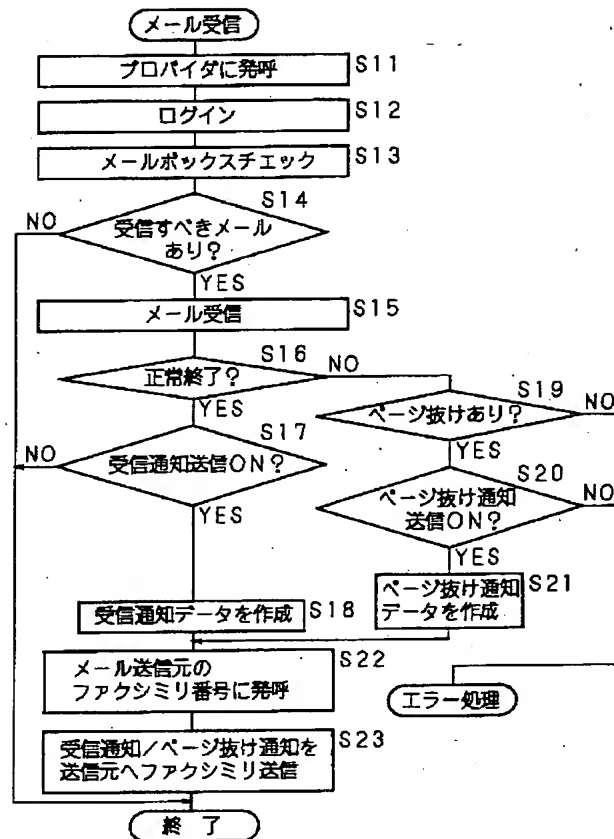 メール受信
プロバイダに発呼 S11
ログイン S12
メールボックスチェック S13
S14
NO
受信すべきメール
あり?
YES
メール受信 S15
S16
正常終了?
NO
YES
S19
ページ抜けあり?
NO
YES
S17
NO
受信通知送信ON?
YES
S20
ページ抜け通知
送信ON?
NO
YES
受信通知データを作成 S18
ページ抜け通知
データを作成
S21
メール送信元の
ファクシミリ番号に発呼
S22
エラー処理
受信通知/ページ抜け通知を
送信元へファクシミリ送信
S23
終 了